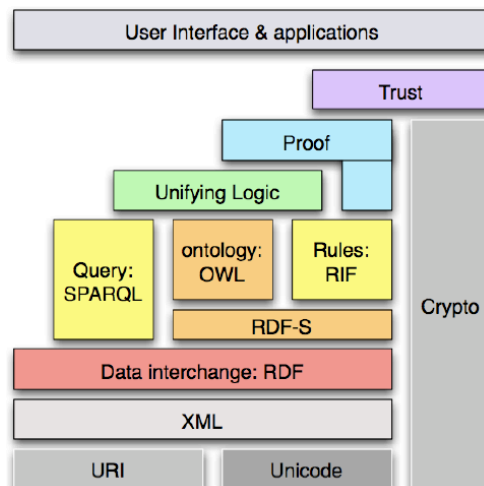 User Interface & applications
Trust
Proof
Unifying Logic
Query:
SPARQL
ontology:
OWL
Rules:
RIF
Crypto
RDF-S
Data interchange: RDF
XML
URI
Unicode